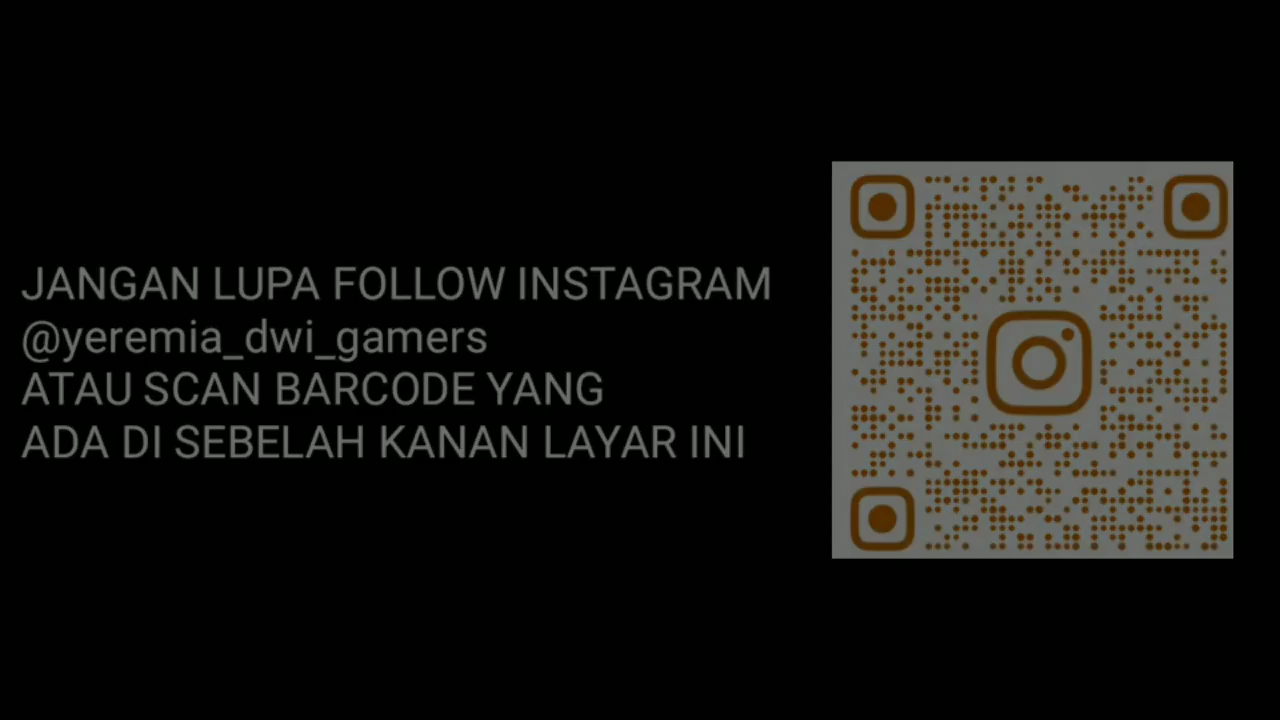 JANGAN LUPA FOLLOW INSTAGRAM
@yeremia_dwi_gamers
ATAU SCAN BARCODE YANG
ADA DI SEBELAH KANAN LAYAR INI